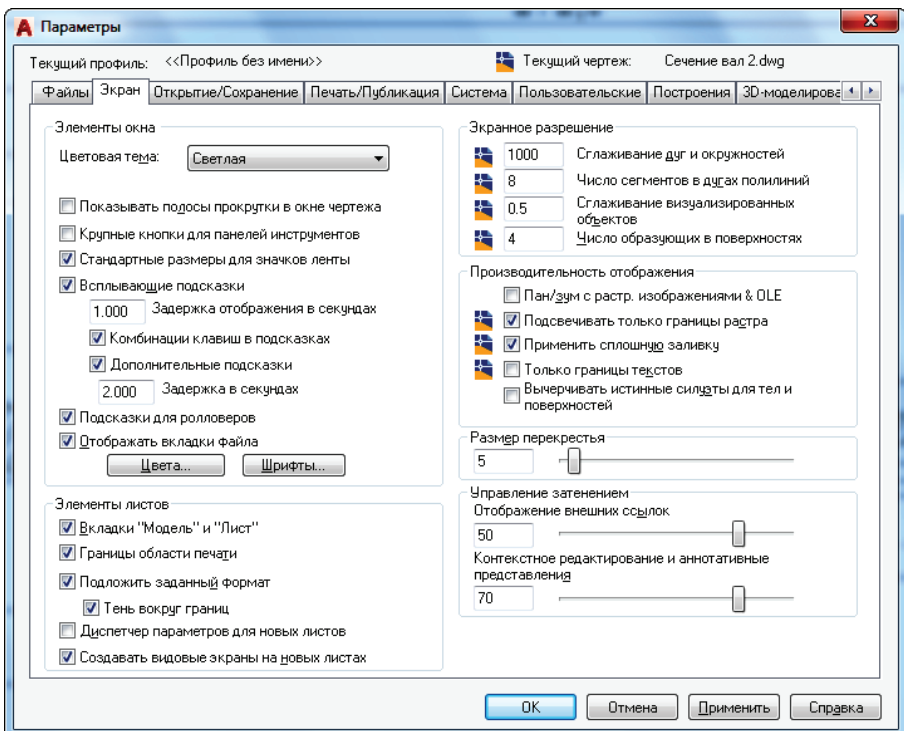 Параметры
Текущий профиль: <<Профиль без имени>> Текущий чертеж: Сечение вал 2.dwg
Файлы Экран Открытие/Сохранение Печать/Публикация Система Пользовательские Построения 3D-моделирова
Элементы окна
Цветовая тема: Светлая
Показывать полосы прокрутки в окне чертежа
Крупные кнопки для панелей инструментов
Стандартные размеры для значков ленты
Всплывающие подсказки
1.000 Задержка отображения в секундах
Комбинации клавиш в подсказках
Дополнительные подсказки
2.000 Задержка в секундах
Подсказки для ролловеров
Отображать вкладки файла
Цвета... Шрифты...
Элементы листов
Вкладки "Модель" и "Лист"
Границы области печати
Подложить заданный формат
Тень вокруг границ
Диспетчер параметров для новых листов
Создавать видовые экраны на новых листах
Экранное разрешение
1000 Сглаживание дуг и окружностей
8 Число сегментов в дугах полилиний
0.5 Сглаживание визуализированных
объектов
4 Число образующих в поверхностях
Производительность отображения
Пан/зум с растр. изображениями & OLE
Подсвечивать только границы растра
Применить сплошную заливку
Только границы текстов
Вычерчивать истинные силуэты для тел и
поверхностей
Размер перекрестья
5
Управление затенением
Отображение внешних ссылок
50
Контекстное редактирование и аннотативные
представления
70
OK Отмена Применить Справка